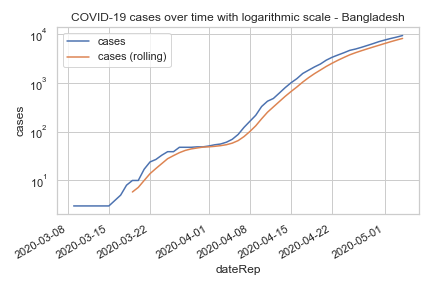 COVID-19 cases over time with logarithmic scale - Bangladesh
cases
cases (rolling)
10⁴
10³
10²
10¹
cases
2020-03-08
2020-03-15
2020-03-22
2020-04-01
2020-04-08
2020-04-15
2020-04-22
2020-05-01
dateRep